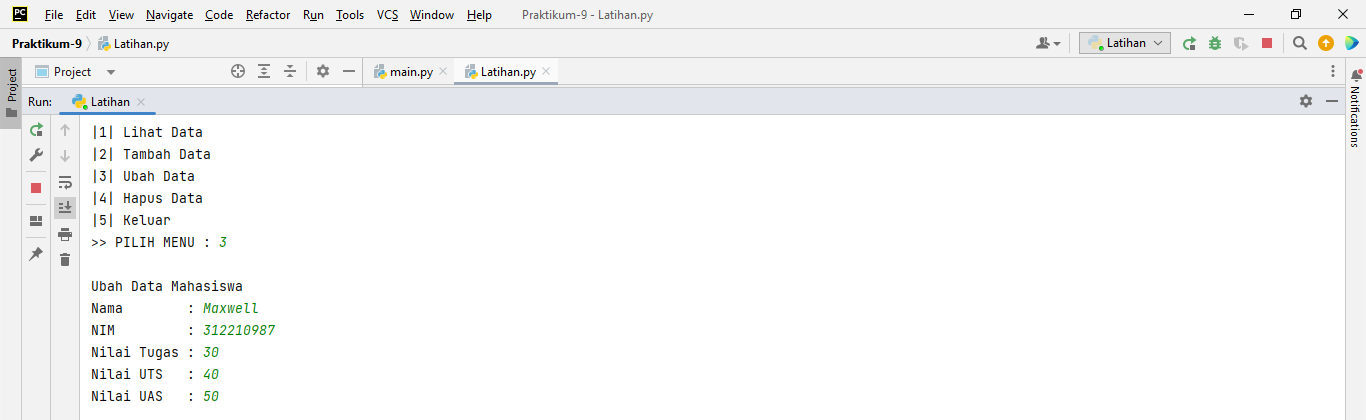 PC File Edit View Navigate Code Refactor Run Tools VCS Window Help Praktikum-9 - Latihan.py
Praktikum-9 Latihan.py Latihan
Project main.py Latihan.py
Project
Notifications
Run: Latihan
|1| Lihat Data
|2| Tambah Data
|3| Ubah Data
|4| Hapus Data
|5| Keluar
>> PILIH MENU : 3
Ubah Data Mahasiswa
Nama : Maxwell
NIM : 312210987
Nilai Tugas : 30
Nilai UTS : 40
Nilai UAS : 50